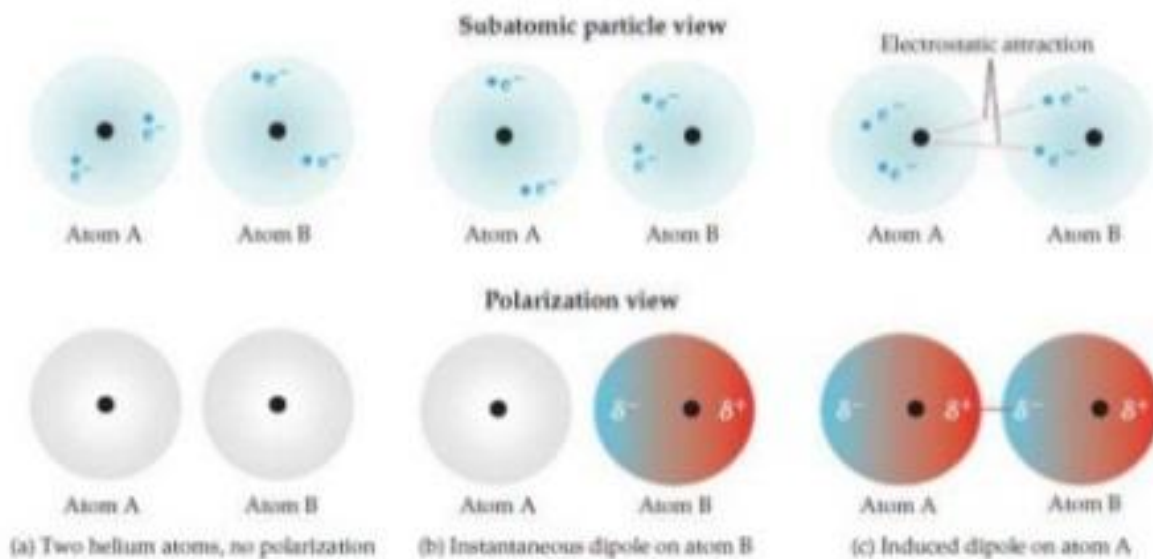 Subatomic particle view
Electrostatic attraction
e⁻
e⁻
e⁻
e⁻
e⁻
e⁻
e⁻
e⁻
e⁻
e⁻
e⁻
e⁻
Atom A
Atom B
Atom A
Atom B
Atom A
Atom B
Polarization view
δ⁻
δ⁺
δ⁻
δ⁺
δ⁻
δ⁺
Atom A
Atom B
Atom A
Atom B
Atom A
Atom B
(a) Two helium atoms, no polarization
(b) Instantaneous dipole on atom B
(c) Induced dipole on atom A